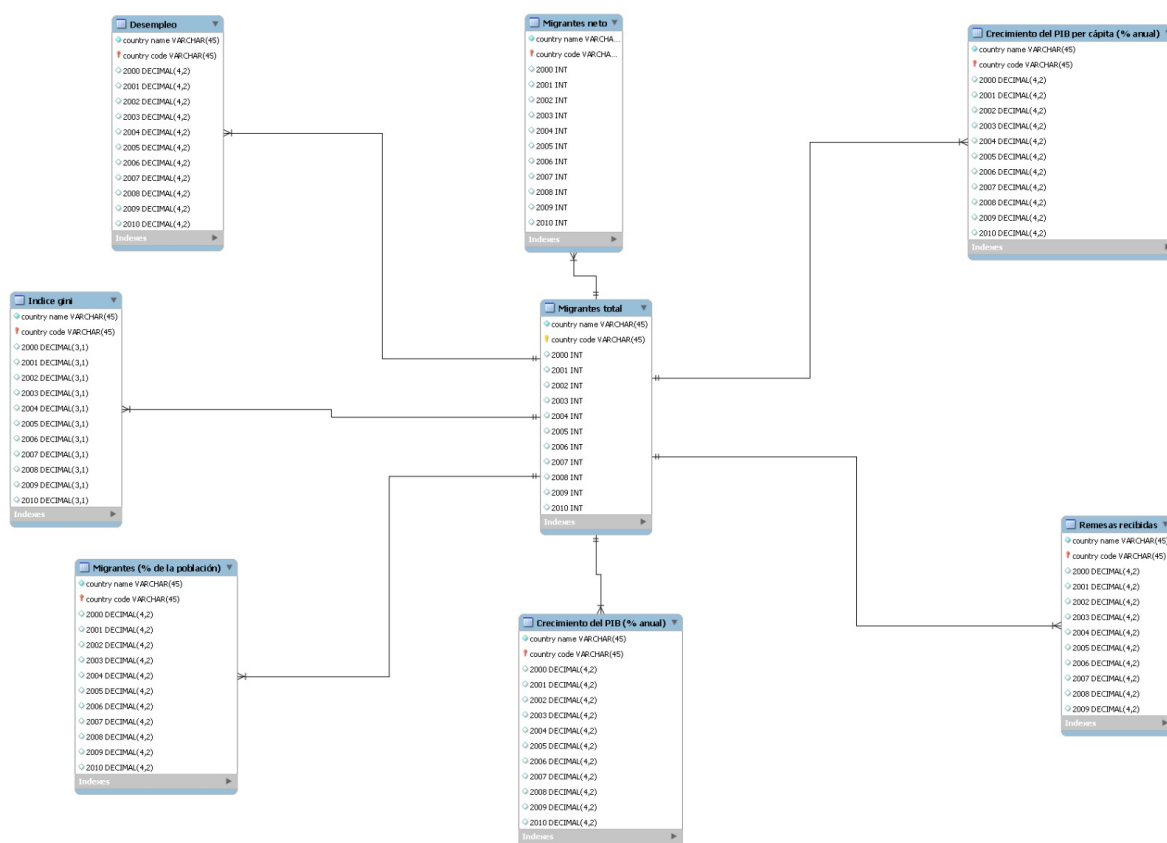 Desempleo
country name VARCHAR(45)
country code VARCHAR(45)
2000 DECIMAL(4,2)
2001 DECIMAL(4,2)
2002 DECIMAL(4,2)
2003 DECIMAL(4,2)
2004 DECIMAL(4,2)
2005 DECIMAL(4,2)
2006 DECIMAL(4,2)
2007 DECIMAL(4,2)
2008 DECIMAL(4,2)
2009 DECIMAL(4,2)
2010 DECIMAL(4,2)
Indexes
Migrantes neto
country name VARCHA...
country code VARCHA...
2000 INT
2001 INT
2002 INT
2003 INT
2004 INT
2005 INT
2006 INT
2007 INT
2008 INT
2009 INT
2010 INT
Indexes
Crecimiento del PIB per cápita (% anual)
country name VARCHAR(45)
country code VARCHAR(45)
2000 DECIMAL(4,2)
2001 DECIMAL(4,2)
2002 DECIMAL(4,2)
2003 DECIMAL(4,2)
2004 DECIMAL(4,2)
2005 DECIMAL(4,2)
2006 DECIMAL(4,2)
2007 DECIMAL(4,2)
2008 DECIMAL(4,2)
2009 DECIMAL(4,2)
2010 DECIMAL(4,2)
Indexes
Indice gini
country name VARCHAR(45)
country code VARCHAR(45)
2000 DECIMAL(3,1)
2001 DECIMAL(3,1)
2002 DECIMAL(3,1)
2003 DECIMAL(3,1)
2004 DECIMAL(3,1)
2005 DECIMAL(3,1)
2006 DECIMAL(3,1)
2007 DECIMAL(3,1)
2008 DECIMAL(3,1)
2009 DECIMAL(3,1)
2010 DECIMAL(3,1)
Indexes
Migrantes total
country name VARCHAR(45)
country code VARCHAR(45)
2000 INT
2001 INT
2002 INT
2003 INT
2004 INT
2005 INT
2006 INT
2007 INT
2008 INT
2009 INT
2010 INT
Indexes
Remesas recibidas
country name VARCHAR(45)
country code VARCHAR(45)
2000 DECIMAL(4,2)
2001 DECIMAL(4,2)
2002 DECIMAL(4,2)
2003 DECIMAL(4,2)
2004 DECIMAL(4,2)
2005 DECIMAL(4,2)
2006 DECIMAL(4,2)
2007 DECIMAL(4,2)
2008 DECIMAL(4,2)
2009 DECIMAL(4,2)
Indexes
Migrantes (% de la población)
country name VARCHAR(45)
country code VARCHAR(45)
2000 DECIMAL(4,2)
2001 DECIMAL(4,2)
2002 DECIMAL(4,2)
2003 DECIMAL(4,2)
2004 DECIMAL(4,2)
2005 DECIMAL(4,2)
2006 DECIMAL(4,2)
2007 DECIMAL(4,2)
2008 DECIMAL(4,2)
2009 DECIMAL(4,2)
2010 DECIMAL(4,2)
Indexes
Crecimiento del PIB (% anual)
country name VARCHAR(45)
country code VARCHAR(45)
2000 DECIMAL(4,2)
2001 DECIMAL(4,2)
2002 DECIMAL(4,2)
2003 DECIMAL(4,2)
2004 DECIMAL(4,2)
2005 DECIMAL(4,2)
2006 DECIMAL(4,2)
2007 DECIMAL(4,2)
2008 DECIMAL(4,2)
2009 DECIMAL(4,2)
2010 DECIMAL(4,2)
Indexes